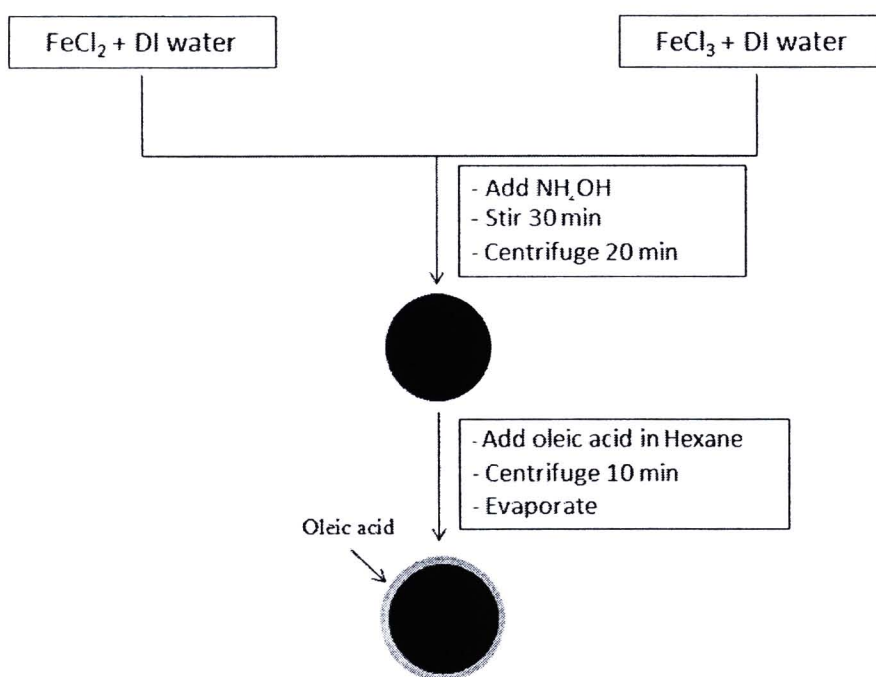 FeCl₂ + DI water
FeCl₃ + DI water
- Add NH₄OH
- Stir 30 min
- Centrifuge 20 min
- Add oleic acid in Hexane
- Centrifuge 10 min
- Evaporate
Oleic acid